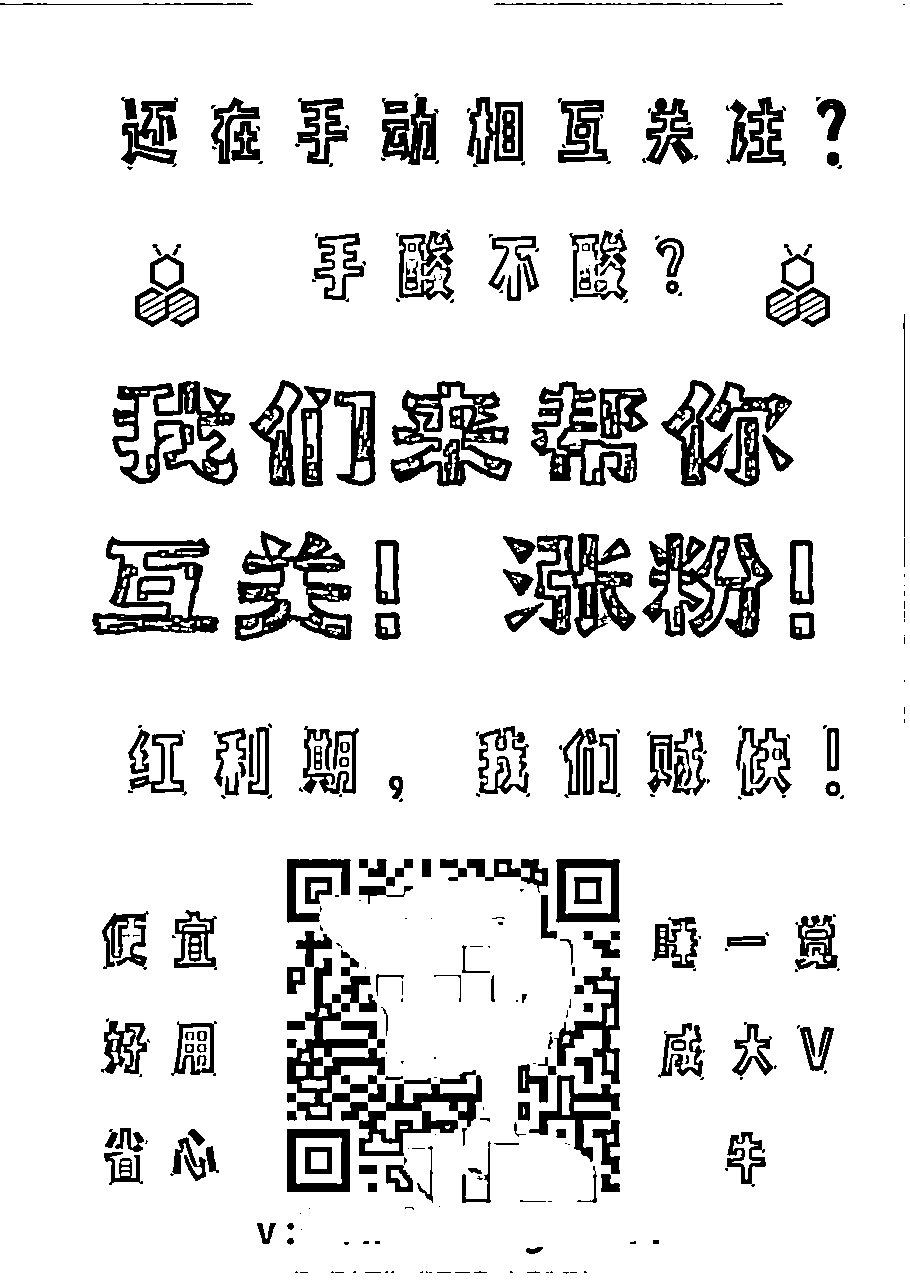 还在手动相互关注？
手酸不酸？
我们来帮你
互关！ 涨粉！
红利期，我们贼快！
便宜 睡一觉
好用 成大V
省心 牛
V：